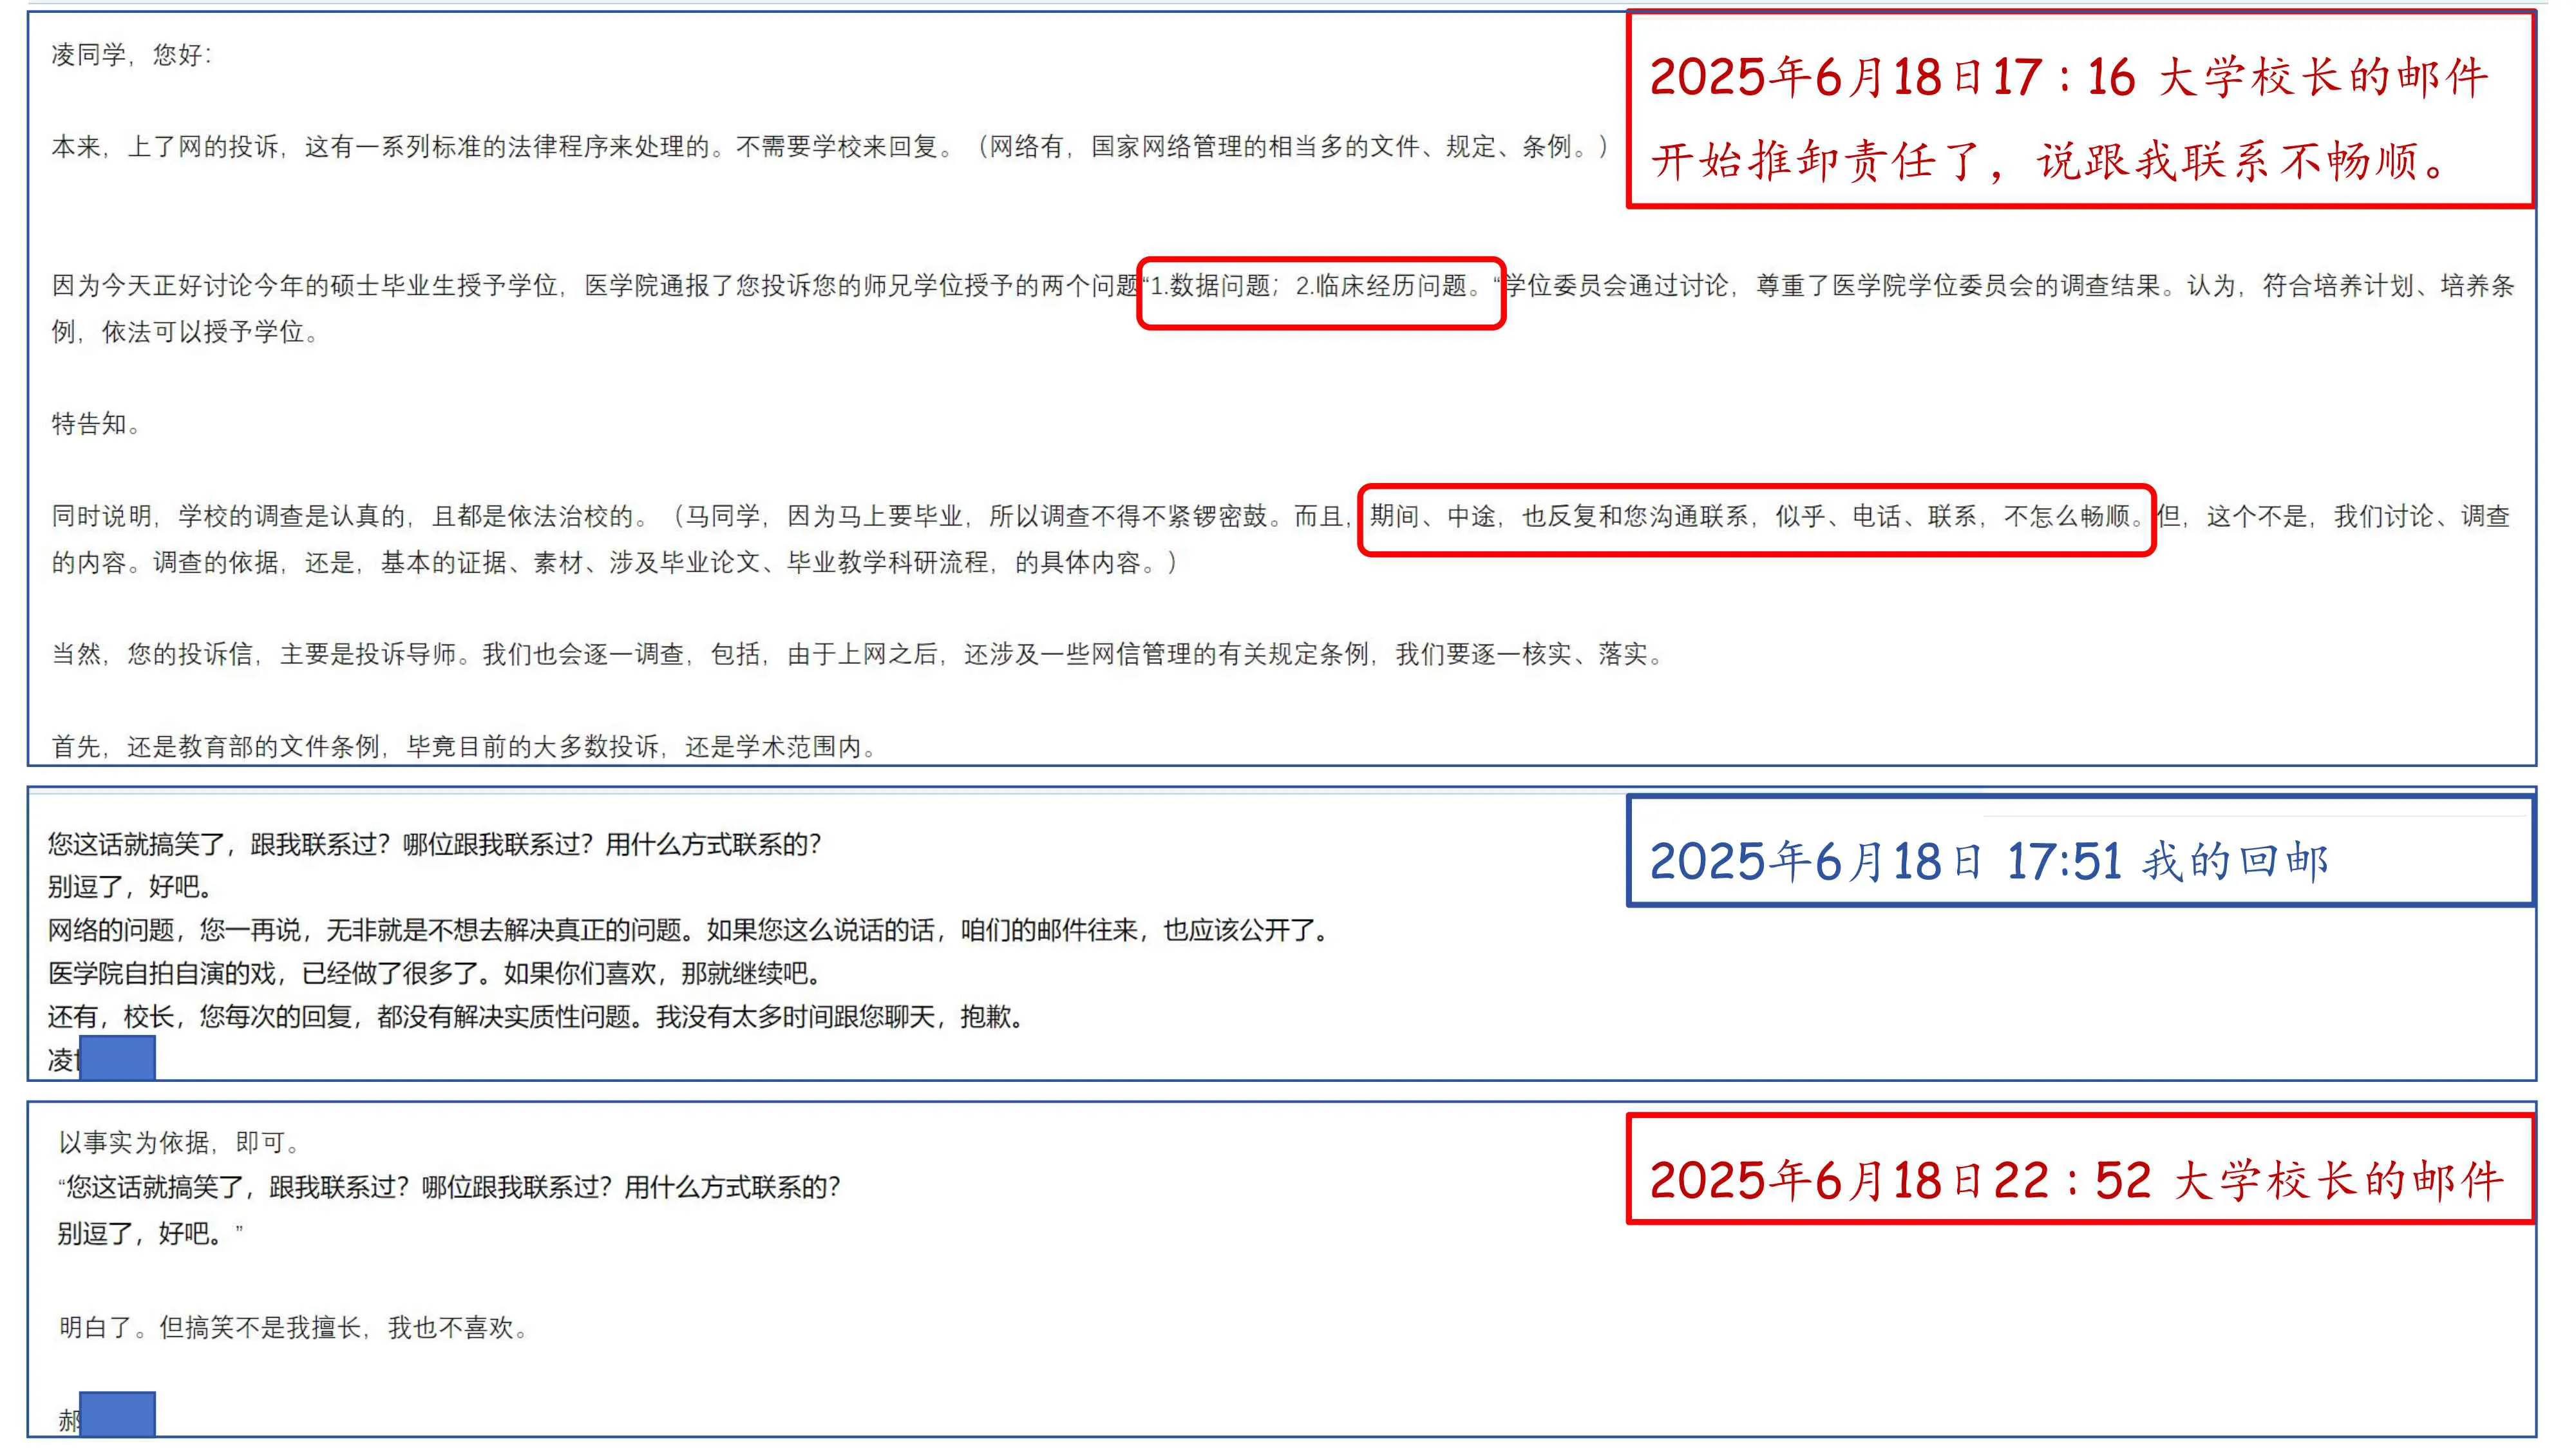 凌同学，您好：
2025年6月18日17：16 大学校长的邮件
开始推卸责任了，说跟我联系不畅顺。
本来，上了网的投诉，这有一系列标准的法律程序来处理的。不需要学校来回复。（网络有，国家网络管理的相当多的文件、规定、条例。）
因为今天正好讨论今年的硕士毕业生授予学位，医学院通报了您投诉您的师兄学位授予的两个问题“1.数据问题；2.临床经历问题。“学位委员会通过讨论，尊重了医学院学位委员会的调查结果。认为，符合培养计划、培养条
例，依法可以授予学位。
特告知。
同时说明，学校的调查是认真的，且都是依法治校的。（马同学，因为马上要毕业，所以调查不得不紧锣密鼓。而且，期间、中途，也反复和您沟通联系，似乎、电话、联系，不怎么畅顺。但，这个不是，我们讨论、调查
的内容。调查的依据，还是，基本的证据、素材、涉及毕业论文、毕业教学科研流程，的具体内容。）
当然，您的投诉信，主要是投诉导师。我们也会逐一调查，包括，由于上网之后，还涉及一些网信管理的有关规定条例，我们要逐一核实、落实。
首先，还是教育部的文件条例，毕竟目前的大多数投诉，还是学术范围内。
2025年6月18日 17:51 我的回邮
您这话就搞笑了，跟我联系过？哪位跟我联系过？用什么方式联系的？
别逗了，好吧。
网络的问题，您一再说，无非就是不想去解决真正的问题。如果您这么说话的话，咱们的邮件往来，也应该公开了。
医学院自拍自演的戏，已经做了很多了。如果你们喜欢，那就继续吧。
还有，校长，您每次的回复，都没有解决实质性问题。我没有太多时间跟您聊天，抱歉。
凌
2025年6月18日22：52 大学校长的邮件
以事实为依据，即可。
“您这话就搞笑了，跟我联系过？哪位跟我联系过？用什么方式联系的？
别逗了，好吧。”
明白了。但搞笑不是我擅长，我也不喜欢。
郝